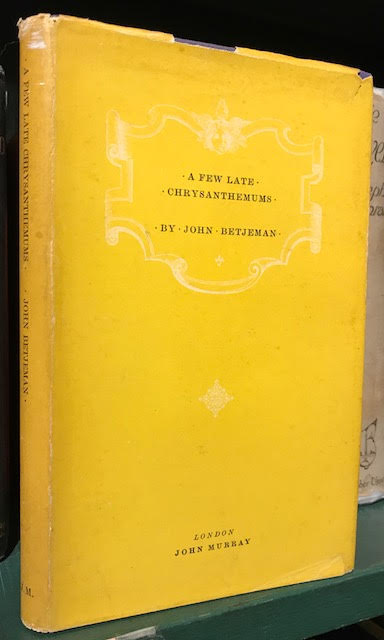 ·A FEW LATE·
·CHRYSANTHEMUMS·
·BY·JOHN·BETJEMAN·
LONDON
JOHN MURRAY
A FEW LATE CHRYSANTHEMUMS· ·JOHN BETJEMAN·